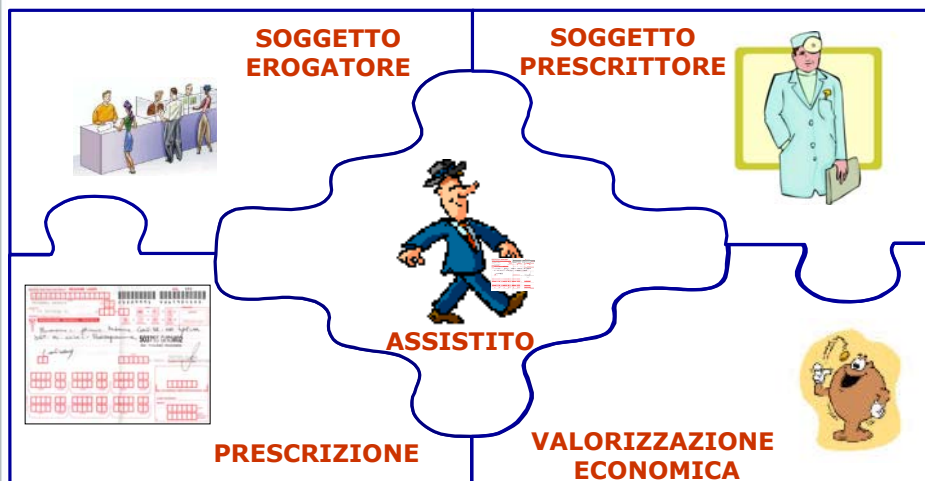 SOGGETTO
EROGATORE
SOGGETTO
PRESCRITTORE
ASSISTITO
PRESCRIZIONE
VALORIZZAZIONE
ECONOMICA